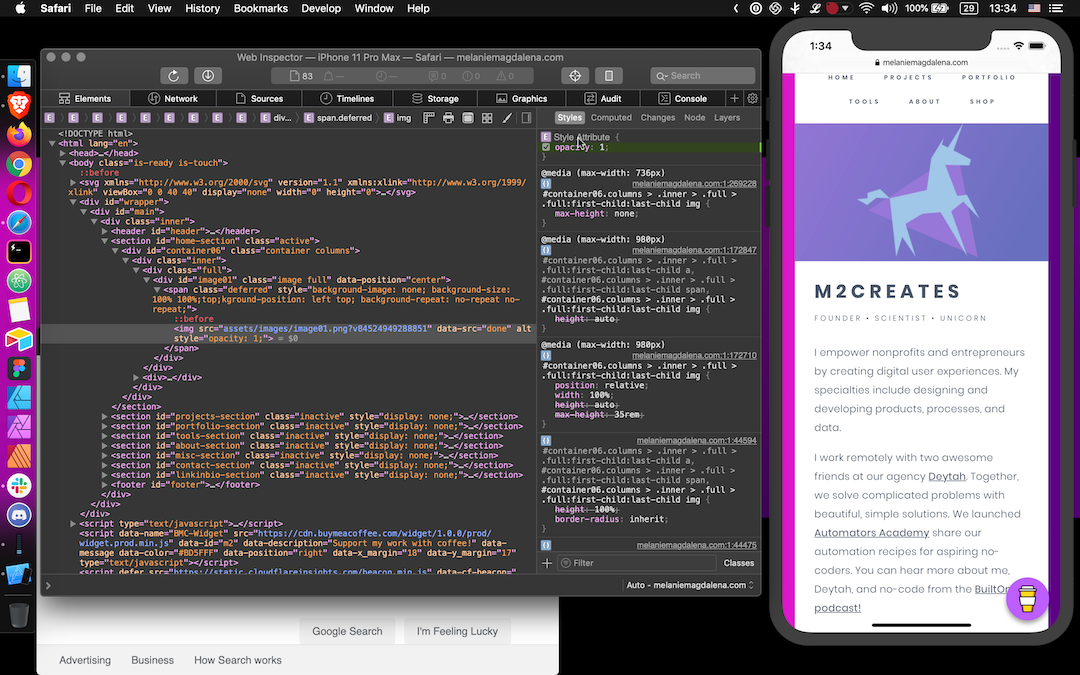 Safari File Edit View History Bookmarks Develop Window Help
100% 29 13:34
Web Inspector — iPhone 11 Pro Max — Safari — melaniemagdalena.com
83 — — 0 0 0 Search
Elements Network Sources Timelines Storage Graphics Audit Console
E E E E E E E E E div… E span.deferred E img
Styles Computed Changes Node Layers
<!DOCTYPE html>
<html lang="en">
<head>…</head>
<body class="is-ready is-touch">
::before
<svg xmlns="http://www.w3.org/2000/svg" version="1.1" xmlns:xlink="http://www.w3.org/1999/
xlink" viewBox="0 0 40 40" display="none" width="0" height="0">…</svg>
<div id="wrapper">
<div id="main">
<div class="inner">
<header id="header">…</header>
<section id="home-section" class="active">
<div id="container06" class="container columns">
<div class="inner">
<div class="full">
<div id="image01" class="image full" data-position="center">
<span class="deferred" style="background-image: none; background-size:
100% 100%;top;kground-position: left top; background-repeat: no-repeat no-
repeat;">
::before
<img src="assets/images/image01.png?v84524949288851" data-src="done" alt
style="opacity: 1;"> = $0
</span>
</div>
</div>
<div>…</div>
</div>
</div>
</section>
<section id="projects-section" class="inactive" style="display: none;">…</section>
<section id="portfolio-section" class="inactive" style="display: none;">…</section>
<section id="tools-section" class="inactive" style="display: none;">…</section>
<section id="about-section" class="inactive" style="display: none;">…</section>
<section id="misc-section" class="inactive" style="display: none;">…</section>
<section id="contact-section" class="inactive" style="display: none;">…</section>
<section id="linkinbio-section" class="inactive" style="display: none;">…</section>
<footer id="footer">…</footer>
</div>
</div>
</div>
<script type="text/javascript">…</script>
<script data-name="BMC-Widget" src="https://cdn.buymeacoffee.com/widget/1.0.0/prod/
widget.prod.min.js" data-id="m2" data-description="Support my work with coffee!" data-
message data-color="#BD5FFF" data-position="right" data-x_margin="18" data-y_margin="17"
type="text/javascript"></script>
<script defer src="https://static.cloudflareinsights.com/beacon.min.js" data-cf-beacon="
E Style Attribute {
opacity: 1;
}
@media (max-width: 736px)
{} melaniemagdalena.com:1:269228
#container06.columns > .inner > .full >
.full:first-child:last-child img {
max-height: none;
}
@media (max-width: 980px)
{} melaniemagdalena.com:1:172847
#container06.columns > .inner > .full >
.full:first-child:last-child a,
#container06.columns > .inner > .full >
.full:first-child:last-child span,
#container06.columns > .inner > .full >
.full:first-child:last-child img {
height: auto;
}
@media (max-width: 980px)
{} melaniemagdalena.com:1:172710
#container06.columns > .inner > .full >
.full:first-child:last-child img {
position: relative;
width: 100%;
height: auto;
max-height: 35rem;
}
{} melaniemagdalena.com:1:44594
#container06.columns > .inner > .full >
.full:first-child:last-child a,
#container06.columns > .inner > .full >
.full:first-child:last-child span,
#container06.columns > .inner > .full >
.full:first-child:last-child img {
height: 100%;
border-radius: inherit;
}
{} melaniemagdalena.com:1:44475
Filter Classes
Auto - melaniemagdalena.com
Google Search I'm Feeling Lucky
Advertising Business How Search works
1:34
melaniemagdalena.com
HOME PROJECTS PORTFOLIO
TOOLS ABOUT SHOP
M2CREATES
FOUNDER • SCIENTIST • UNICORN
I empower nonprofits and entrepreneurs
by creating digital user experiences. My
specialties include designing and
developing products, processes, and
data.
I work remotely with two awesome
friends at our agency Deytah. Together,
we solve complicated problems with
beautiful, simple solutions. We launched
Automators Academy share our
automation recipes for aspiring no-
coders. You can hear more about me,
Deytah, and no-code from the BuiltOn
podcast!